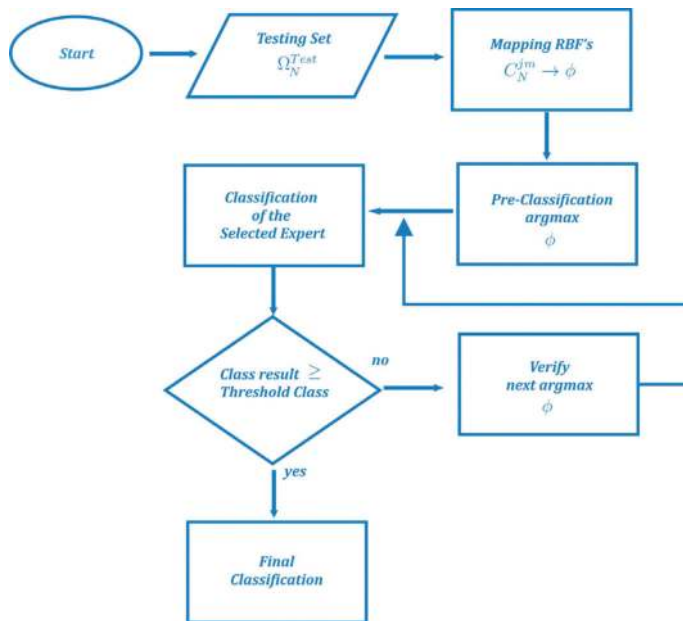 Start
Testing Set
Ω_N^{Test}
Mapping RBF's
C_N^{jm} → ϕ
Classification
of the
Selected Expert
Pre-Classification
argmax
ϕ
Class result ≥
Threshold Class
no
Verify
next argmax
ϕ
yes
Final
Classification